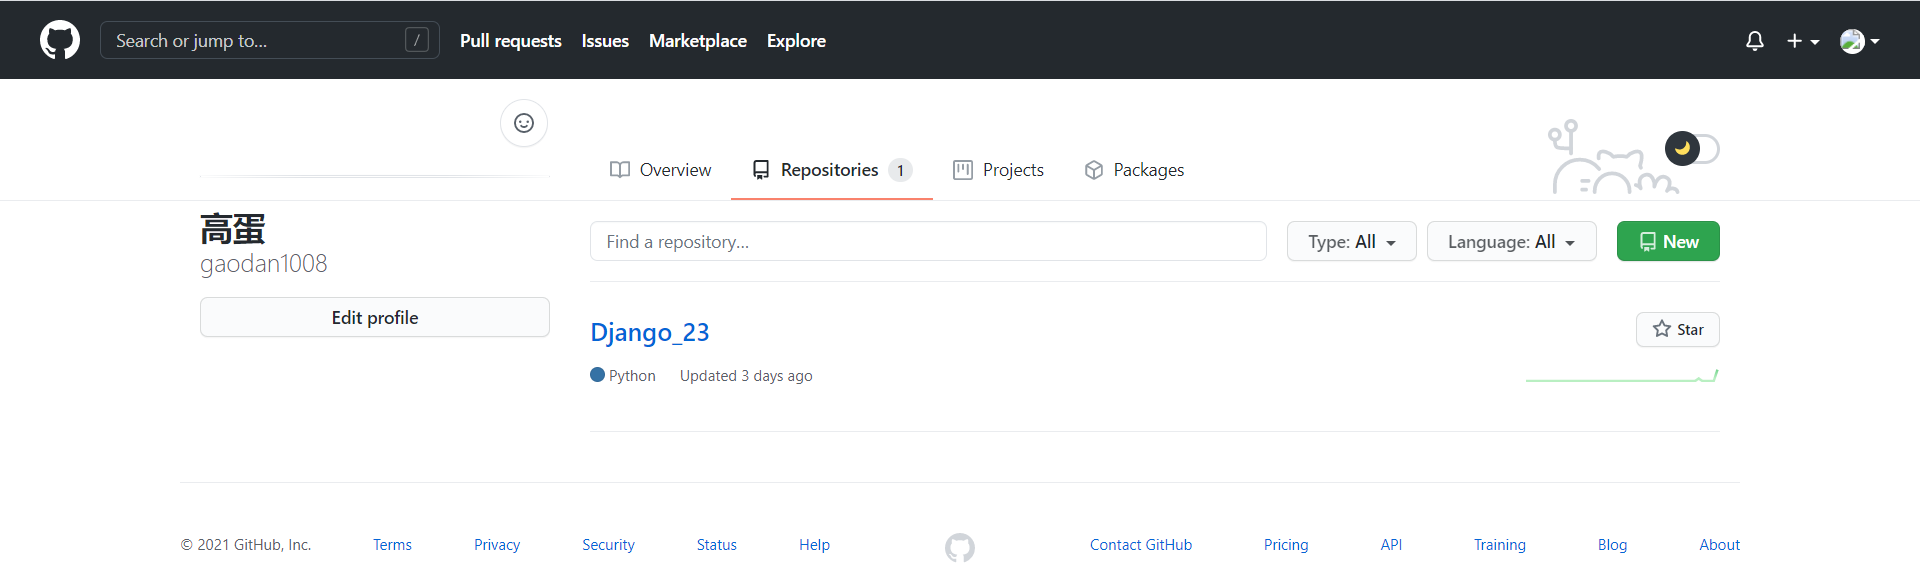 Search or jump to... / Pull requests Issues Marketplace Explore
Overview Repositories 1 Projects Packages
高蛋
gaodan1008
Edit profile
Find a repository... Type: All Language: All New
Django_23 Star
Python Updated 3 days ago
© 2021 GitHub, Inc. Terms Privacy Security Status Help Contact GitHub Pricing API Training Blog About